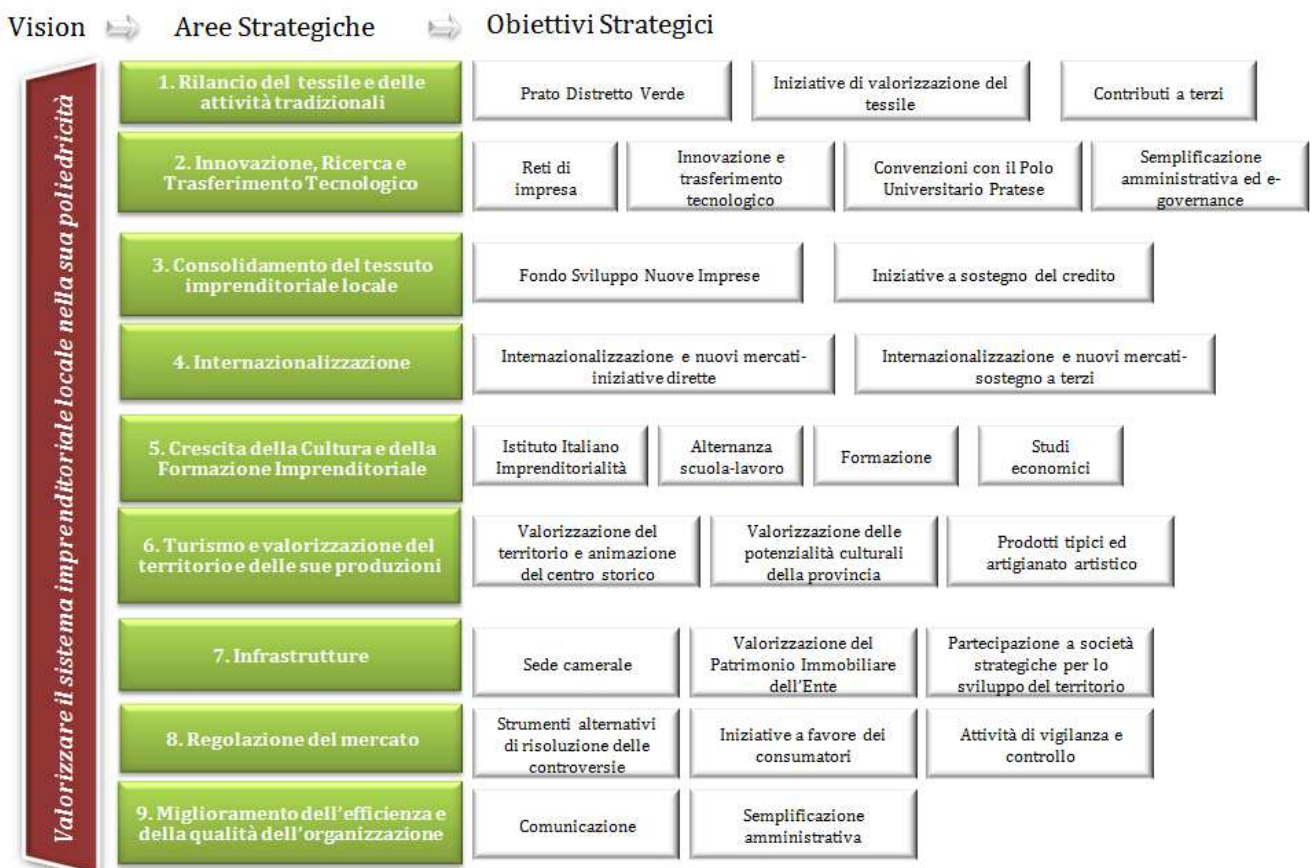 Vision
Aree Strategiche
Obiettivi Strategici
Valorizzare il sistema imprenditoriale locale nella sua poliedricità
1. Rilancio del tessile e delle
attività tradizionali
Prato Distretto Verde
Iniziative di valorizzazione del
tessile
Contributi a terzi
2. Innovazione, Ricerca e
Trasferimento Tecnologico
Reti di
impresa
Innovazione e
trasferimento
tecnologico
Convenzioni con il Polo
Universitario Pratese
Semplificazione
amministrativa ed e-
governance
3. Consolidamento del tessuto
imprenditoriale locale
Fondo Sviluppo Nuove Imprese
Iniziative a sostegno del credito
4. Internazionalizzazione
Internazionalizzazione e nuovi mercati-
iniziative dirette
Internazionalizzazione e nuovi mercati-
sostegno a terzi
5. Crescita della Cultura e della
Formazione Imprenditoriale
Istituto Italiano
Imprenditorialità
Alternanza
scuola-lavoro
Formazione
Studi
economici
6. Turismo e valorizzazione del
territorio e delle sue produzioni
Valorizzazione del
territorio e animazione
del centro storico
Valorizzazione delle
potenzialità culturali
della provincia
Prodotti tipici ed
artigianato artistico
7. Infrastrutture
Sede camerale
Valorizzazione del
Patrimonio Immobiliare
dell'Ente
Partecipazione a società
strategiche per lo
sviluppo del territorio
8. Regolazione del mercato
Strumenti alternativi
di risoluzione delle
controversie
Iniziative a favore dei
consumatori
Attività di vigilanza e
controllo
9. Miglioramento dell'efficienza e
della qualità dell'organizzazione
Comunicazione
Semplificazione
amministrativa